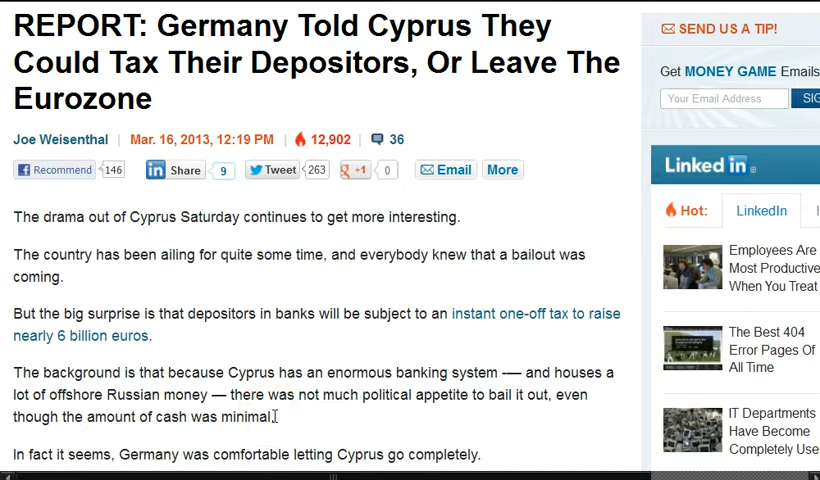 REPORT: Germany Told Cyprus They
Could Tax Their Depositors, Or Leave The
Eurozone
Joe Weisenthal | Mar. 16, 2013, 12:19 PM | 12,902 | 36
Recommend 146 Share 9 Tweet 263 +1 0 Email More
The drama out of Cyprus Saturday continues to get more interesting.
The country has been ailing for quite some time, and everybody knew that a bailout was
coming.
But the big surprise is that depositors in banks will be subject to an instant one-off tax to raise
nearly 6 billion euros.
The background is that because Cyprus has an enormous banking system -— and houses a
lot of offshore Russian money — there was not much political appetite to bail it out, even
though the amount of cash was minimal.
In fact it seems, Germany was comfortable letting Cyprus go completely.
SEND US A TIP!
Get MONEY GAME Emails
Your Email Address SIG
Linked in
Hot: LinkedIn
Employees Are
Most Productive
When You Treat
The Best 404
Error Pages Of
All Time
IT Departments
Have Become
Completely Use